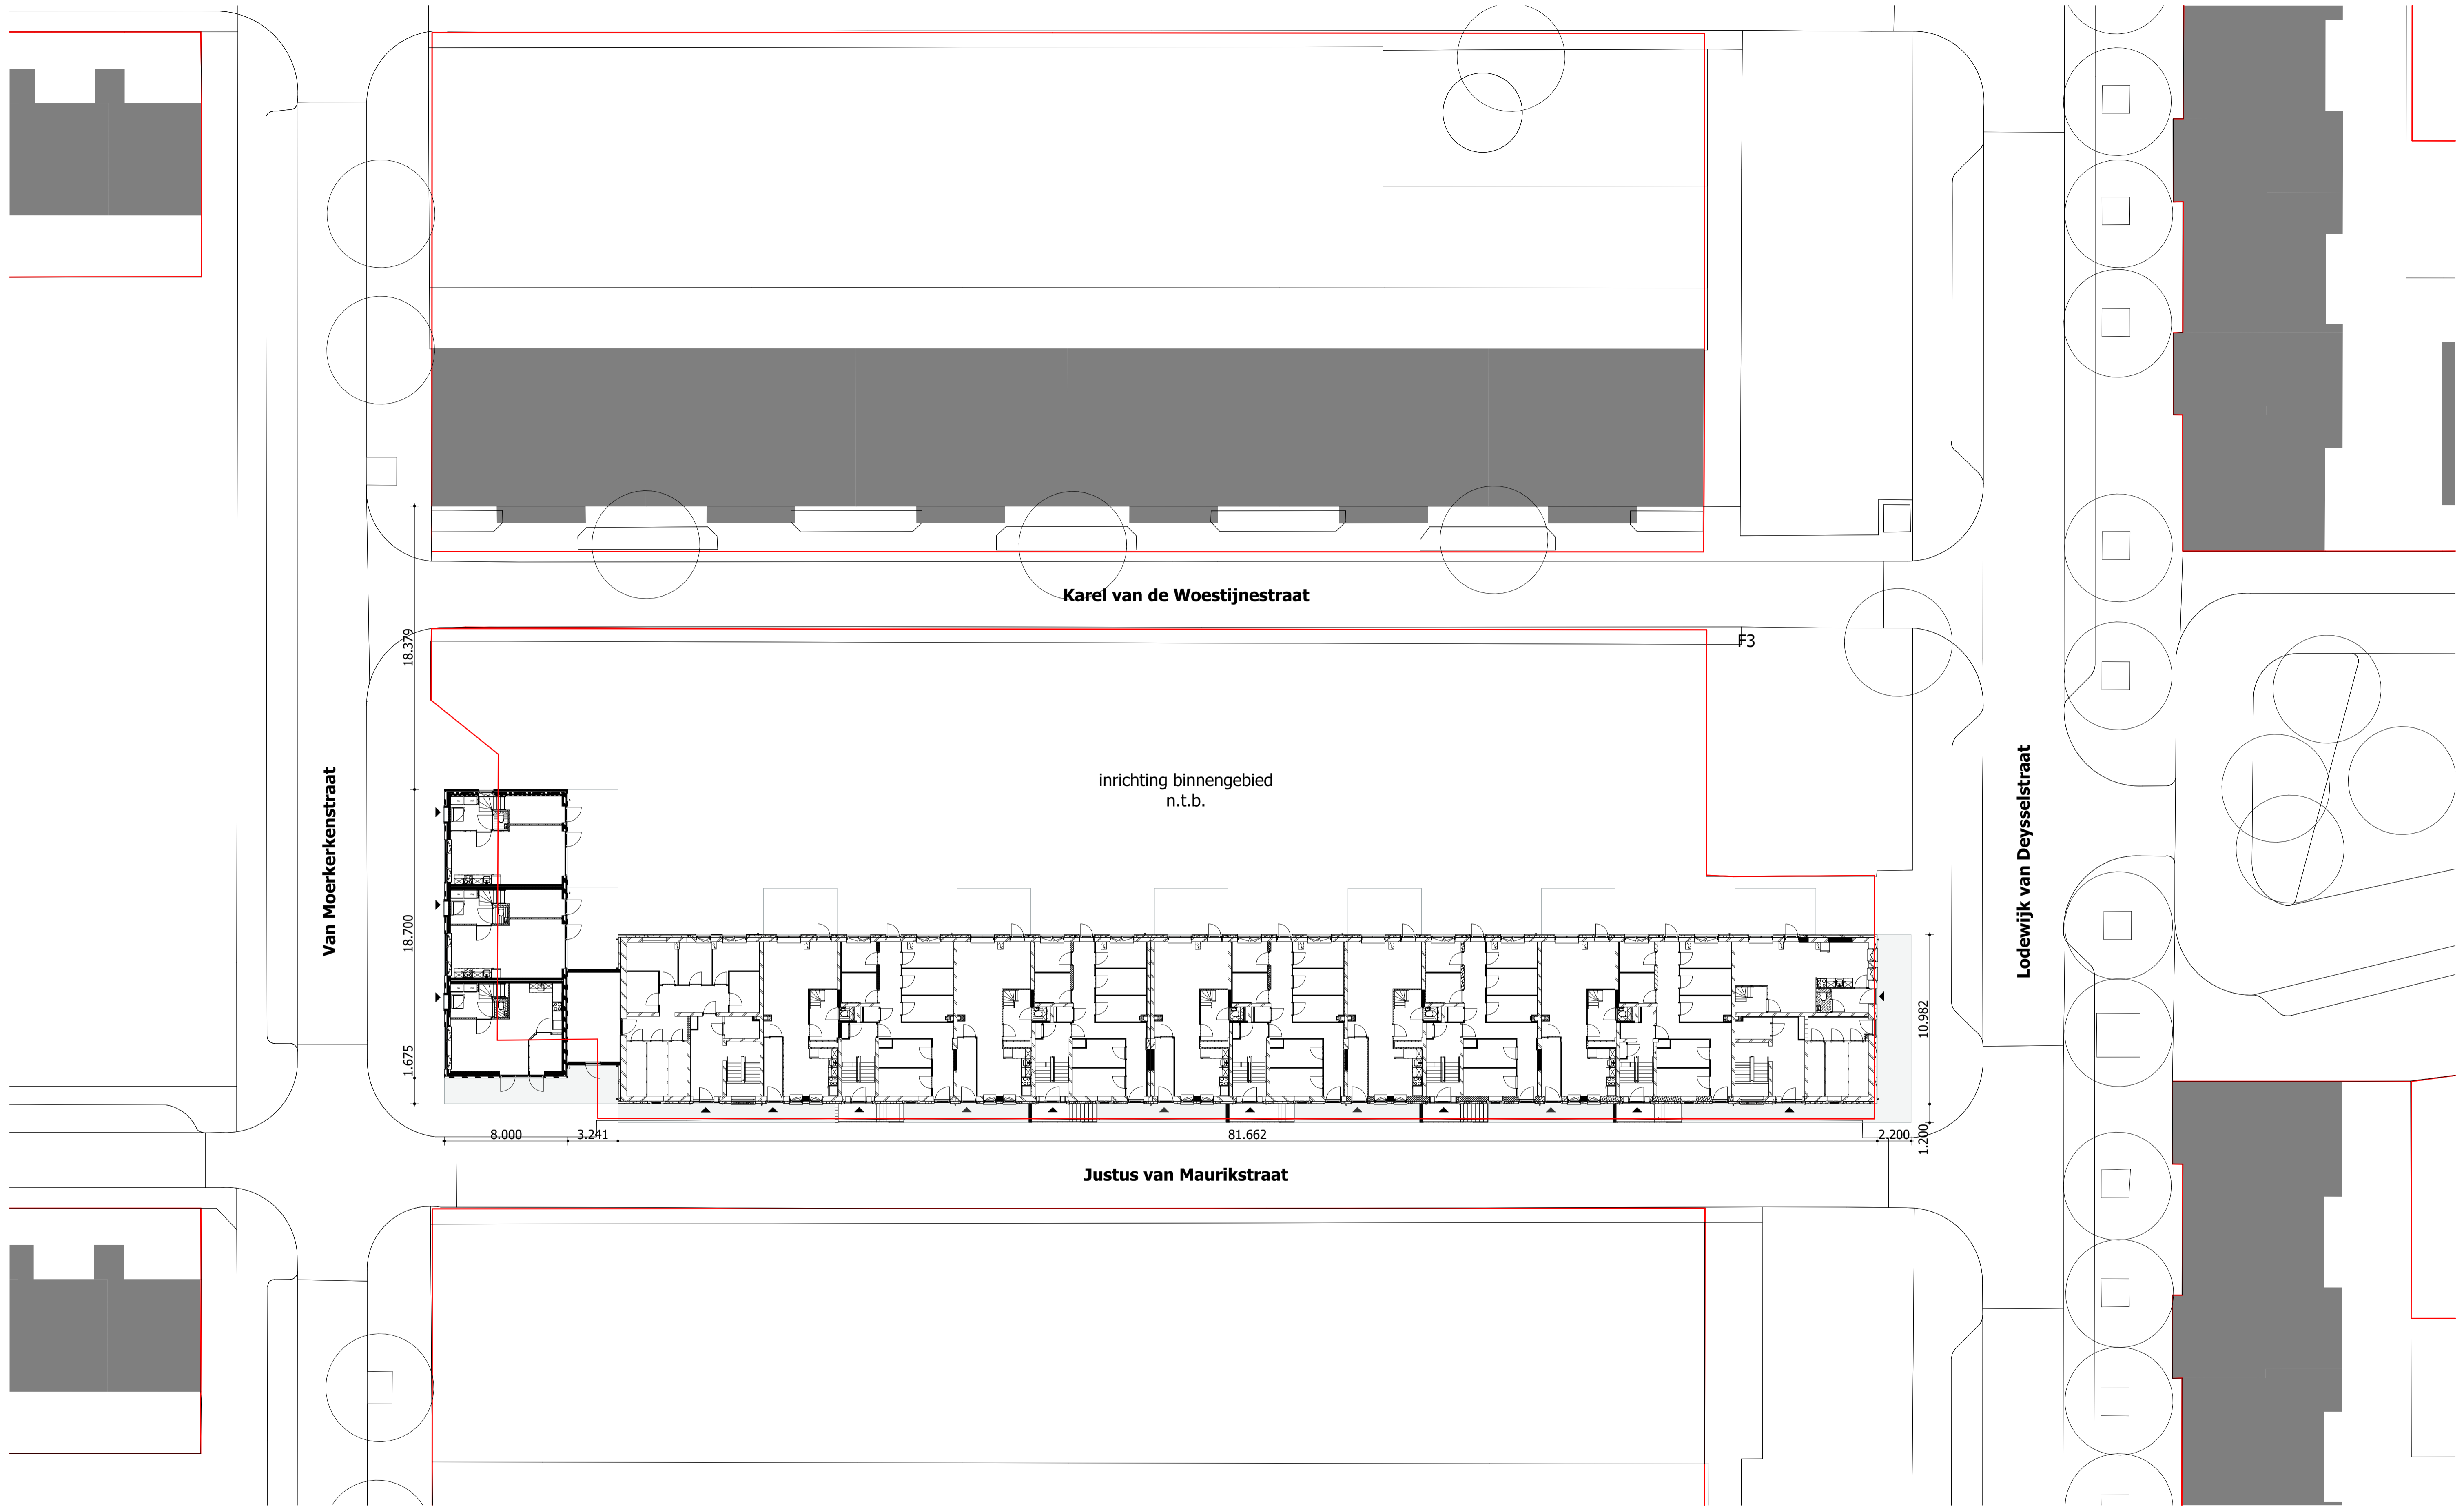 Karel van de Woestijnestraat
18.379
F3
inrichting binnengebied
n.t.b.
Van Moerkerkenstraat
Lodewijk van Deysselstraat
18.700
10.982
1.675
8.000
3.241
81.662
2.200
1.200
Justus van Maurikstraat